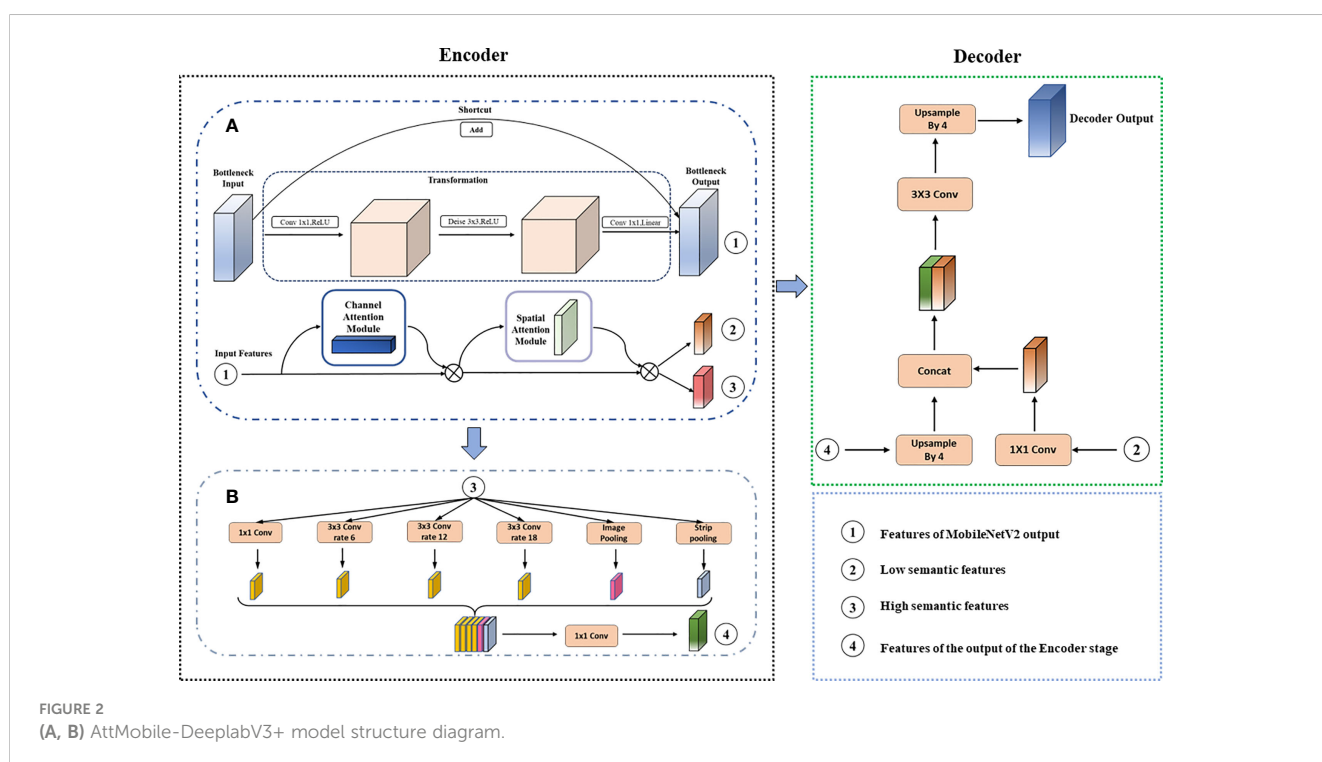 Encoder
Decoder
A
Shortcut
Add
Bottleneck
Input
Transformation
Bottleneck
Output
Conv 1x1,ReLU
Dcise 3x3,ReLU
Conv 1x1,Linear
1
Channel
Attention
Module
Spatial
Attention
Module
Input Features
1
2
3
B
3
1x1 Conv
3x3 Conv
rate 6
3x3 Conv
rate 12
3x3 Conv
rate 18
Image
Pooling
Strip
pooling
1x1 Conv
4
Upsample
By 4
Decoder Output
3X3 Conv
Concat
4
Upsample
By 4
1X1 Conv
2
1 Features of MobileNetV2 output
2 Low semantic features
3 High semantic features
4 Features of the output of the Encoder stage
FIGURE 2
(A, B) AttMobile-DeeplabV3+ model structure diagram.